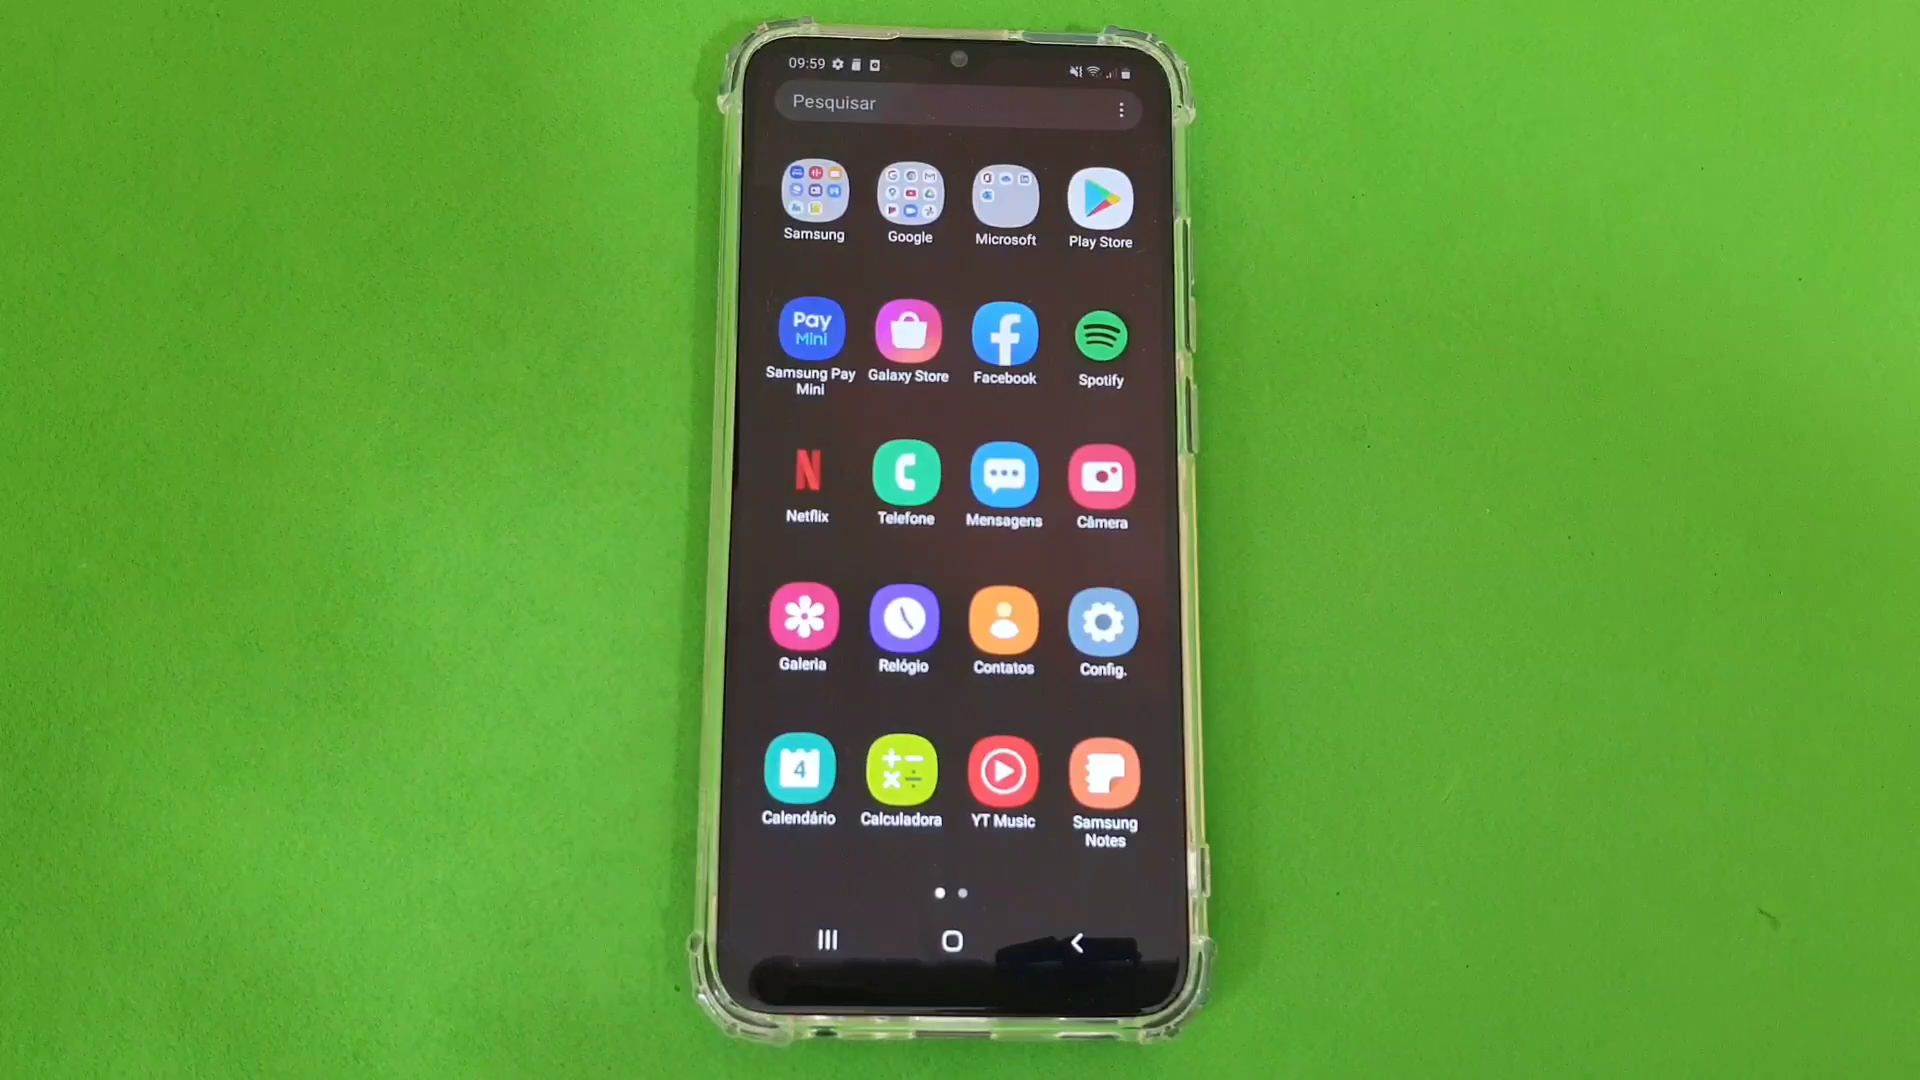 09:59
Pesquisar
Samsung
Google
Microsoft
Play Store
Pay
Mini
Samsung Pay
Mini
Galaxy Store
Facebook
Spotify
N
Netflix
Telefone
Mensagens
Câmera
Galeria
Relógio
Contatos
Config.
4
Calendário
Calculadora
YT Music
Samsung
Notes